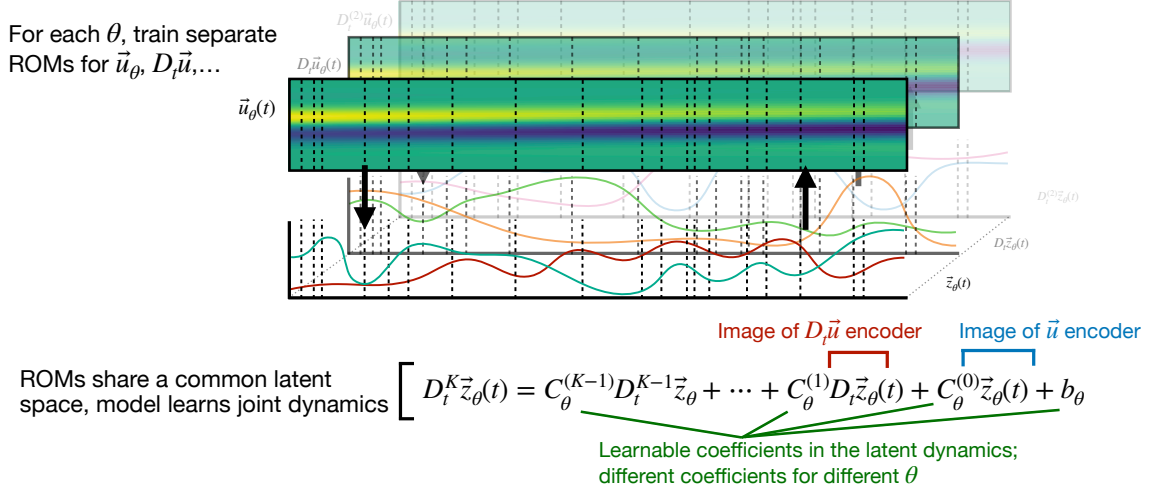 For each θ, train separate
ROMs for u⃗_θ, D_t u⃗,…
D_t^(2) u⃗_θ(t)
D_t u⃗_θ(t)
u⃗_θ(t)
D_t^(2) z⃗_θ(t)
D_t z⃗_θ(t)
z⃗_θ(t)
Image of D_t u⃗ encoder
Image of u⃗ encoder
ROMs share a common latent
space, model learns joint dynamics
D_t^K z⃗_θ(t) = C_θ^(K−1) D_t^(K−1) z⃗_θ + ⋯ + C_θ^(1) D_t z⃗_θ(t) + C_θ^(0) z⃗_θ(t) + b_θ
Learnable coefficients in the latent dynamics;
different coefficients for different θ